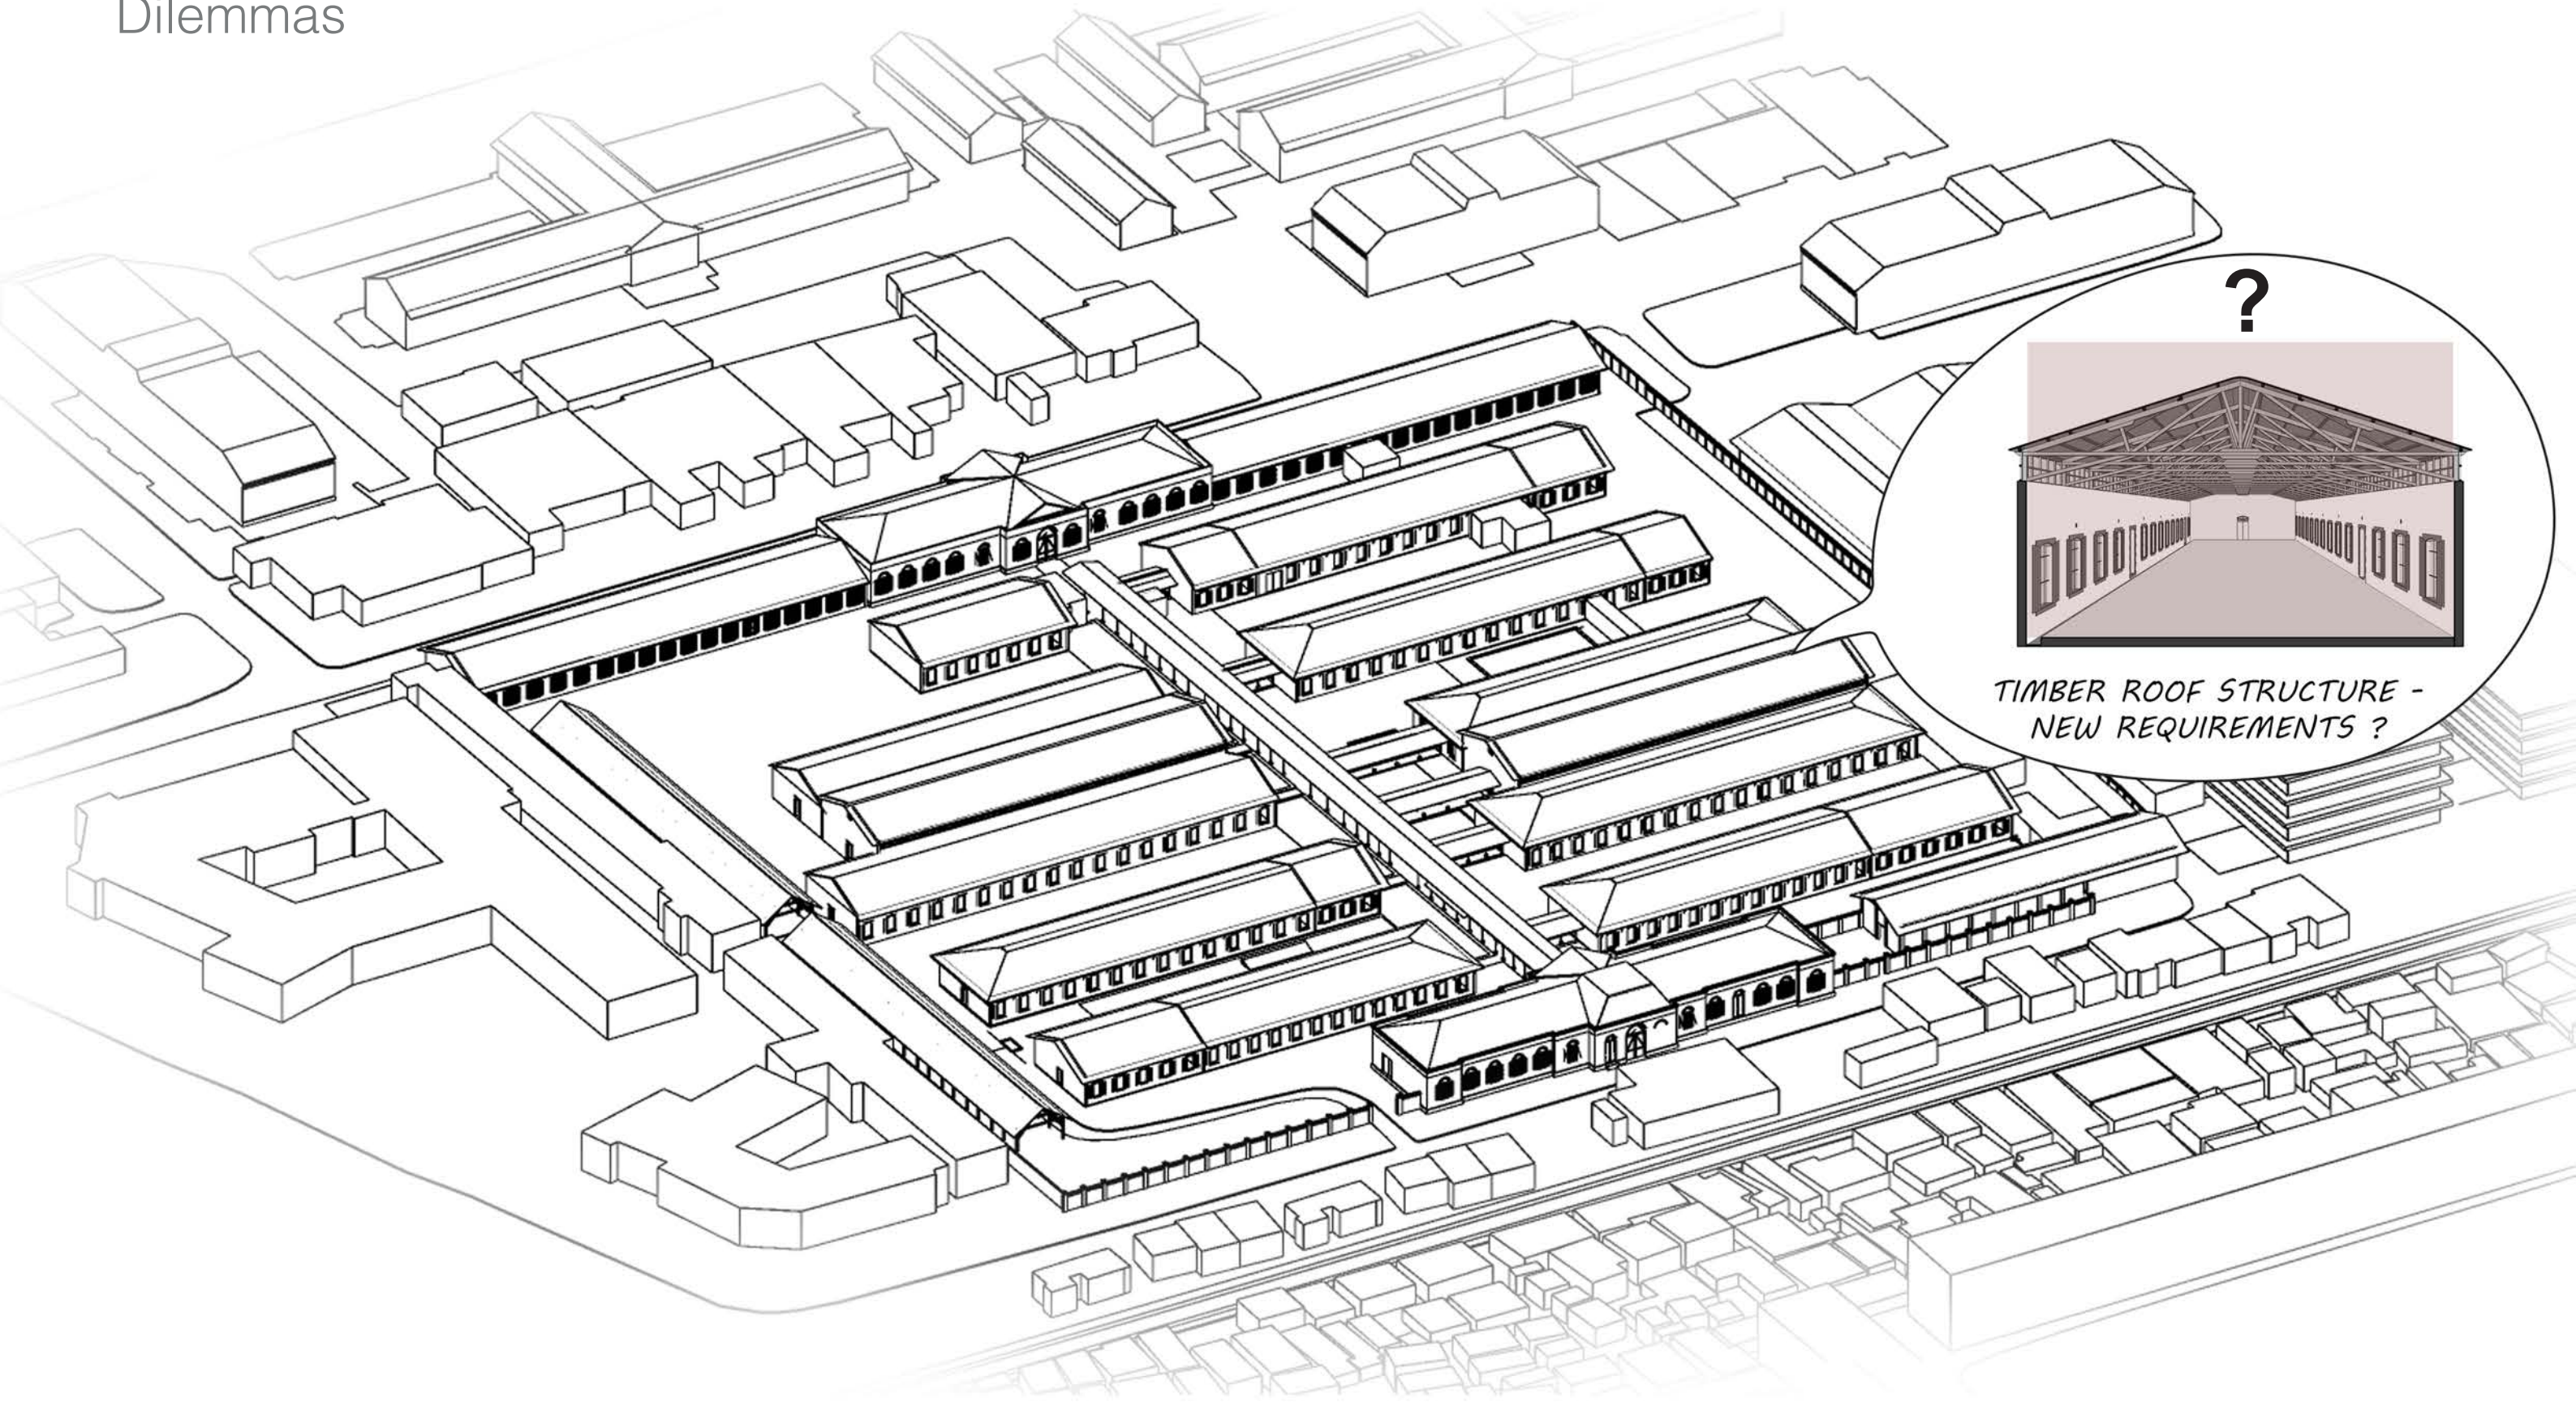 Dilemmas
?
TIMBER ROOF STRUCTURE -
NEW REQUIREMENTS ?